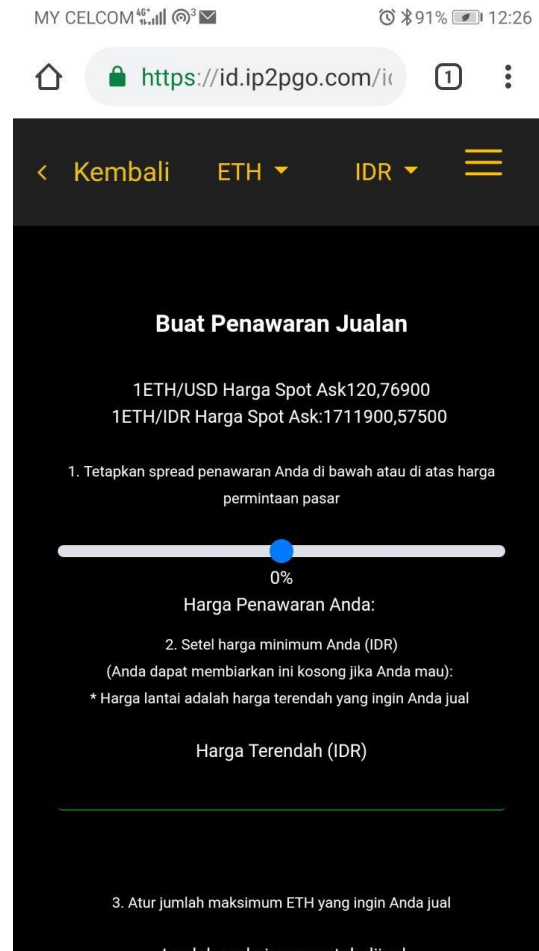 MY CELCOM 46+ 91% 12:26
https://id.ip2pgo.com/ 1
Kembali ETH IDR
Buat Penawaran Jualan
1ETH/USD Harga Spot Ask120,76900
1ETH/IDR Harga Spot Ask:1711900,57500
1. Tetapkan spread penawaran Anda di bawah atau di atas harga
permintaan pasar
0%
Harga Penawaran Anda:
2. Setel harga minimum Anda (IDR)
(Anda dapat membiarkan ini kosong jika Anda mau):
* Harga lantai adalah harga terendah yang ingin Anda jual
Harga Terendah (IDR)
3. Atur jumlah maksimum ETH yang ingin Anda jual